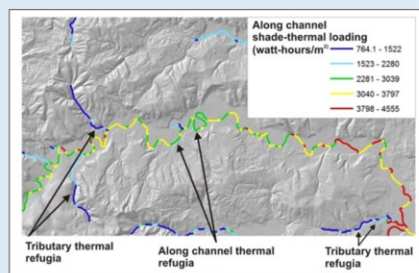 Along channel
shade-thermal loading
(watt-hours/m²)
764.1 - 1522
1523 - 2280
2281 - 3039
3040 - 3797
3798 - 4555
Tributary thermal
refugia
Along channel thermal
refugia
Tributary thermal
refugia